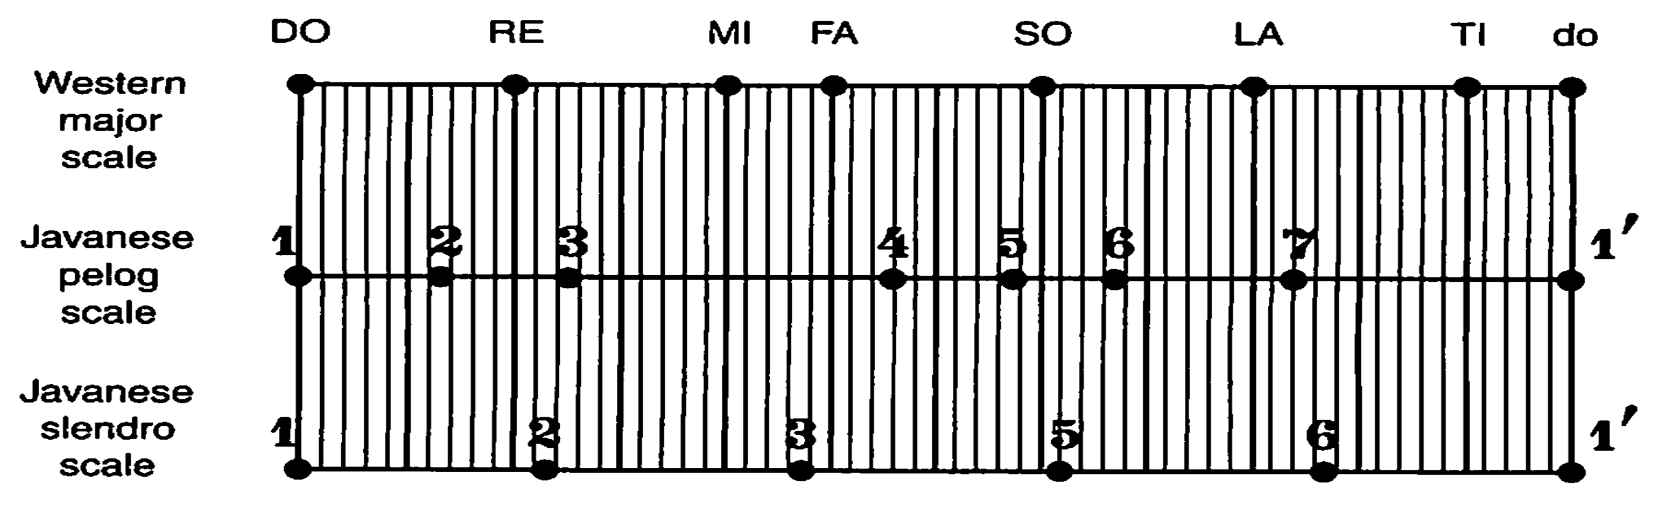 DO RE MI FA SO LA TI do
Western
major
scale
1 2 3 4 5 6 7 1′
Javanese
pelog
scale
1 2 3 5 6 1′
Javanese
slendro
scale